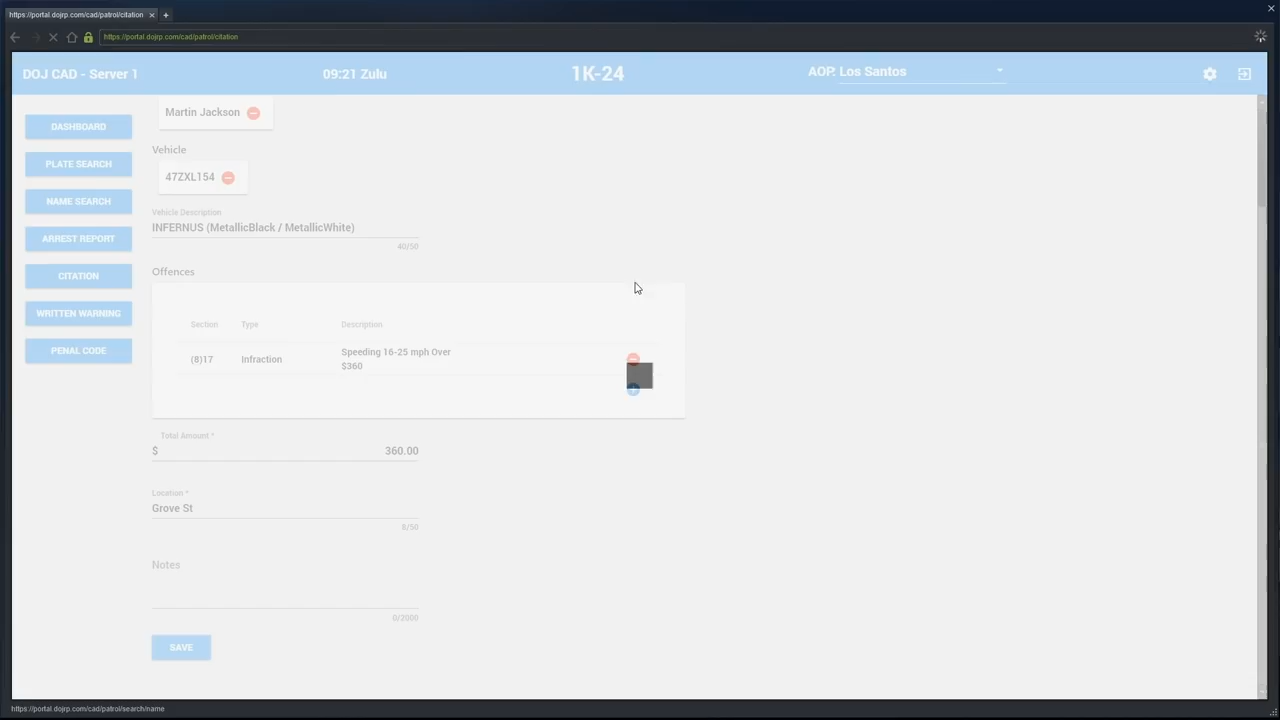 https://portal.dojrp.com/cad/patrol/citation
https://portal.dojrp.com/cad/patrol/citation
DOJ CAD - Server 1
09:21 Zulu
1K-24
AOP: Los Santos
DASHBOARD
PLATE SEARCH
NAME SEARCH
ARREST REPORT
CITATION
WRITTEN WARNING
PENAL CODE
Martin Jackson
Vehicle
47ZXL154
Vehicle Description
INFERNUS (MetallicBlack / MetallicWhite)
40/50
Offences
Section Type Description
(8)17 Infraction Speeding 16-25 mph Over
$360
Total Amount *
$ 360.00
Location *
Grove St
8/50
Notes
0/2000
SAVE
https://portal.dojrp.com/cad/patrol/search/name